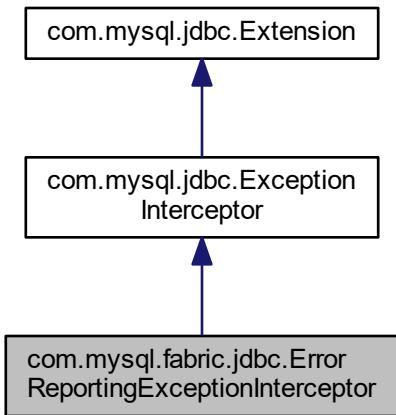 com.mysql.jdbc.Extension
com.mysql.jdbc.Exception
Interceptor
com.mysql.fabric.jdbc.Error
ReportingExceptionInterceptor